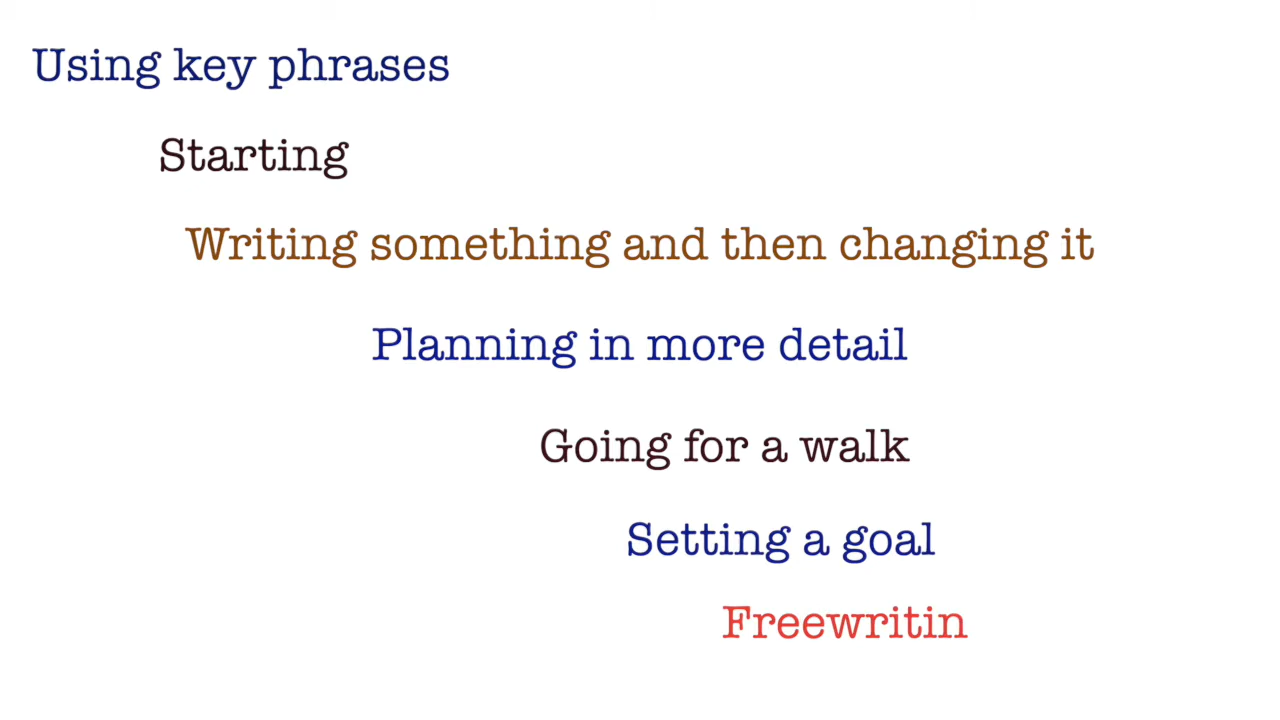 Using key phrases
Starting
Writing something and then changing it
Planning in more detail
Going for a walk
Setting a goal
Freewritin